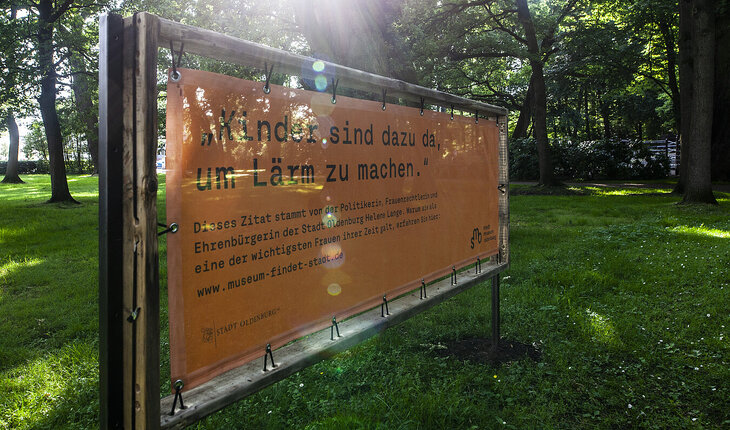 „Kinder sind dazu da,
um Lärm zu machen.“
Dieses Zitat stammt von der Politikerin, Frauenrechtlerin und
Ehrenbürgerin der Stadt Oldenburg Helene Lange. Warum sie als
eine der wichtigsten Frauen ihrer Zeit galt, erfahren Sie hier:
www.museum-findet-stadt.de
STADT OLDENBURG